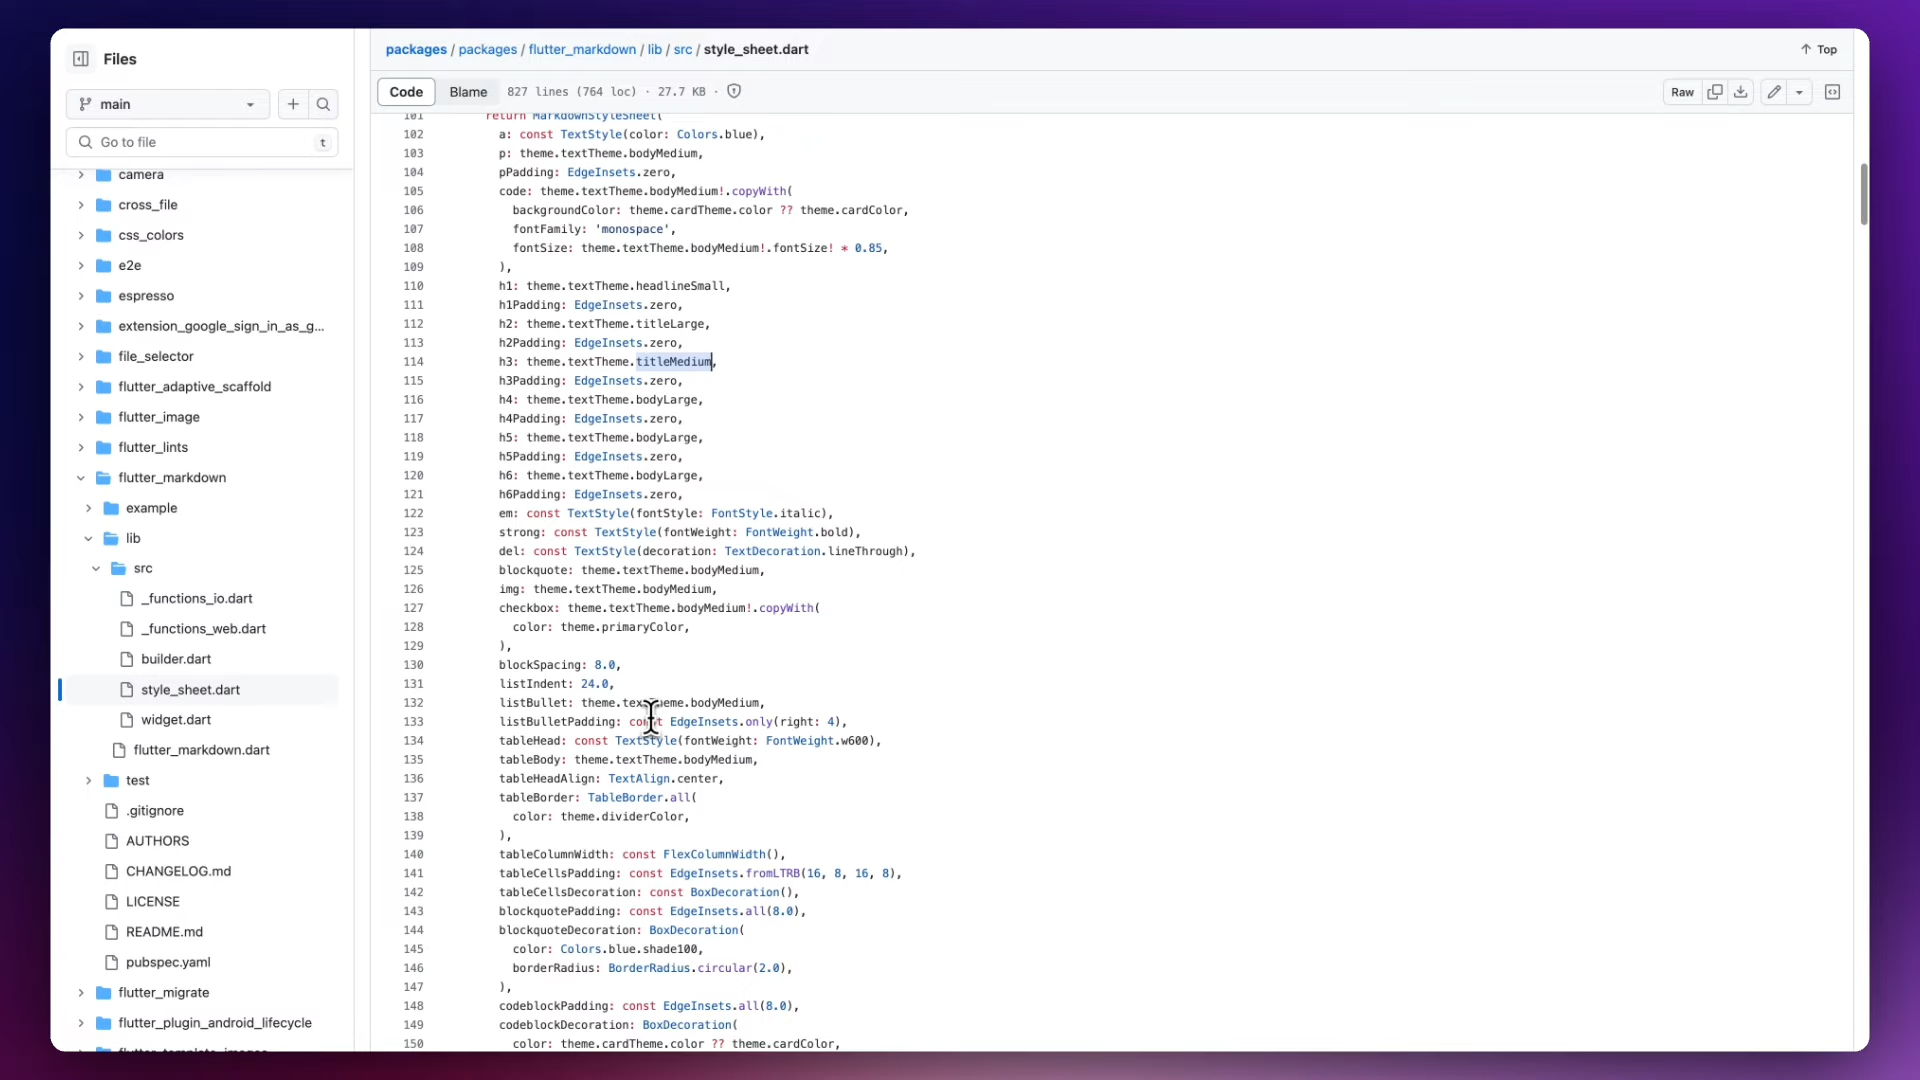 Files
main
Go to file
t
camera
cross_file
css_colors
e2e
espresso
extension_google_sign_in_as_g...
file_selector
flutter_adaptive_scaffold
flutter_image
flutter_lints
flutter_markdown
example
lib
src
_functions_io.dart
_functions_web.dart
builder.dart
style_sheet.dart
widget.dart
flutter_markdown.dart
test
.gitignore
AUTHORS
CHANGELOG.md
LICENSE
README.md
pubspec.yaml
flutter_migrate
flutter_plugin_android_lifecycle
packages / packages / flutter_markdown / lib / src / style_sheet.dart
Top
Code Blame 827 lines (764 loc) · 27.7 KB ·
Raw
101 return MarkdownStyleSheet(
102 a: const TextStyle(color: Colors.blue),
103 p: theme.textTheme.bodyMedium,
104 pPadding: EdgeInsets.zero,
105 code: theme.textTheme.bodyMedium!.copyWith(
106 backgroundColor: theme.cardTheme.color ?? theme.cardColor,
107 fontFamily: 'monospace',
108 fontSize: theme.textTheme.bodyMedium!.fontSize! * 0.85,
109 ),
110 h1: theme.textTheme.headlineSmall,
111 h1Padding: EdgeInsets.zero,
112 h2: theme.textTheme.titleLarge,
113 h2Padding: EdgeInsets.zero,
114 h3: theme.textTheme.titleMedium,
115 h3Padding: EdgeInsets.zero,
116 h4: theme.textTheme.bodyLarge,
117 h4Padding: EdgeInsets.zero,
118 h5: theme.textTheme.bodyLarge,
119 h5Padding: EdgeInsets.zero,
120 h6: theme.textTheme.bodyLarge,
121 h6Padding: EdgeInsets.zero,
122 em: const TextStyle(fontStyle: FontStyle.italic),
123 strong: const TextStyle(fontWeight: FontWeight.bold),
124 del: const TextStyle(decoration: TextDecoration.lineThrough),
125 blockquote: theme.textTheme.bodyMedium,
126 img: theme.textTheme.bodyMedium,
127 checkbox: theme.textTheme.bodyMedium!.copyWith(
128 color: theme.primaryColor,
129 ),
130 blockSpacing: 8.0,
131 listIndent: 24.0,
132 listBullet: theme.textTheme.bodyMedium,
133 listBulletPadding: const EdgeInsets.only(right: 4),
134 tableHead: const TextStyle(fontWeight: FontWeight.w600),
135 tableBody: theme.textTheme.bodyMedium,
136 tableHeadAlign: TextAlign.center,
137 tableBorder: TableBorder.all(
138 color: theme.dividerColor,
139 ),
140 tableColumnWidth: const FlexColumnWidth(),
141 tableCellsPadding: const EdgeInsets.fromLTRB(16, 8, 16, 8),
142 tableCellsDecoration: const BoxDecoration(),
143 blockquotePadding: const EdgeInsets.all(8.0),
144 blockquoteDecoration: BoxDecoration(
145 color: Colors.blue.shade100,
146 borderRadius: BorderRadius.circular(2.0),
147 ),
148 codeblockPadding: const EdgeInsets.all(8.0),
149 codeblockDecoration: BoxDecoration(
150 color: theme.cardTheme.color ?? theme.cardColor,